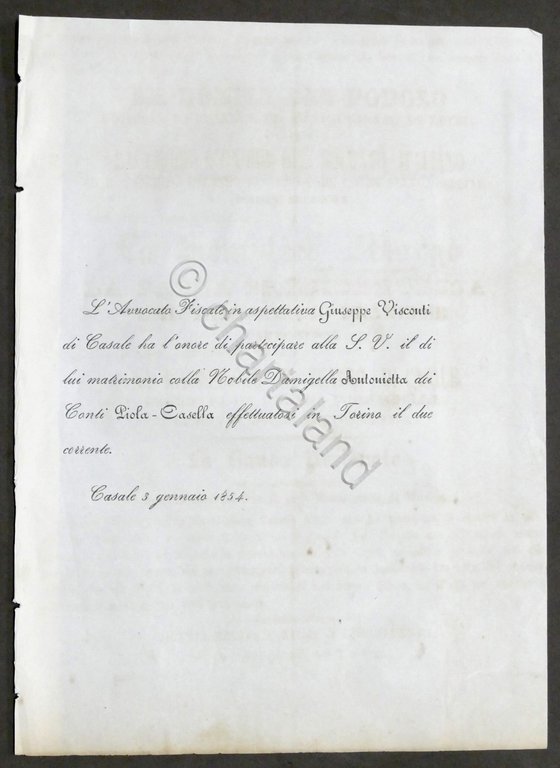 L'Avvocato Fiscale in aspettativa Giuseppe Visconti
di Casale ha l'onore di partecipare alla S. V. il di
lui matrimonio colla Nobile Damigella Antonietta dei
Conti Piola-Casella effettuatosi in Torino il due
corrente.
Casale 3 gennaio 1854.
© chartaland